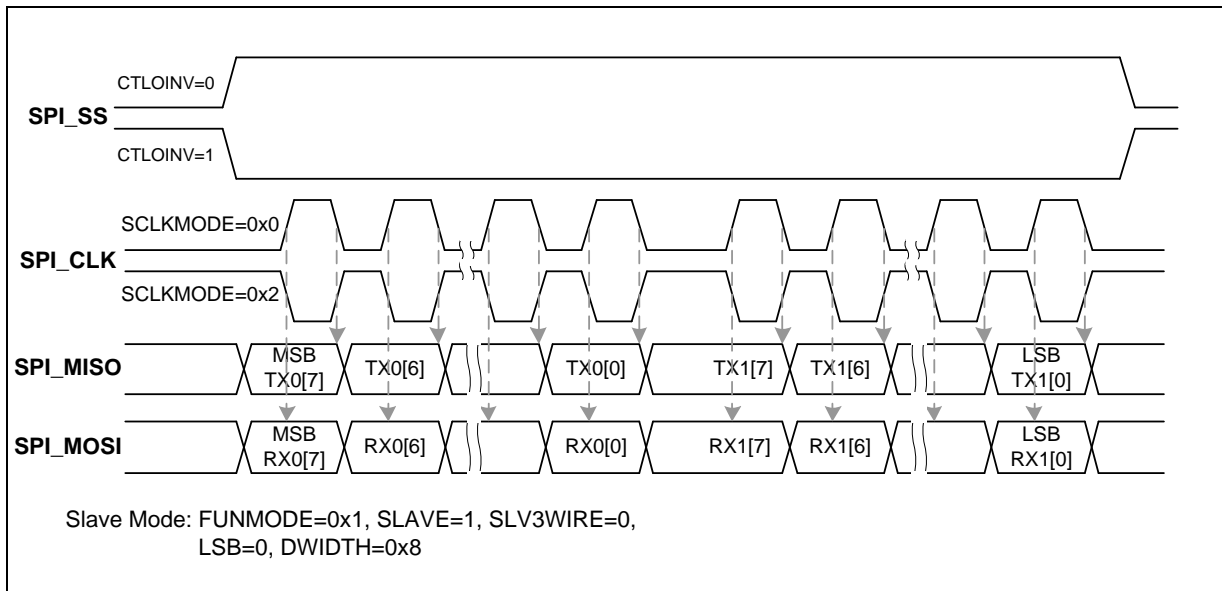 CTLOINV=0
SPI_SS
CTLOINV=1
SCLKMODE=0x0
SPI_CLK
SCLKMODE=0x2
SPI_MISO
MSB
TX0[7]
TX0[6]
TX0[0]
TX1[7]
TX1[6]
LSB
TX1[0]
SPI_MOSI
MSB
RX0[7]
RX0[6]
RX0[0]
RX1[7]
RX1[6]
LSB
RX1[0]
Slave Mode: FUNMODE=0x1, SLAVE=1, SLV3WIRE=0,
LSB=0, DWIDTH=0x8